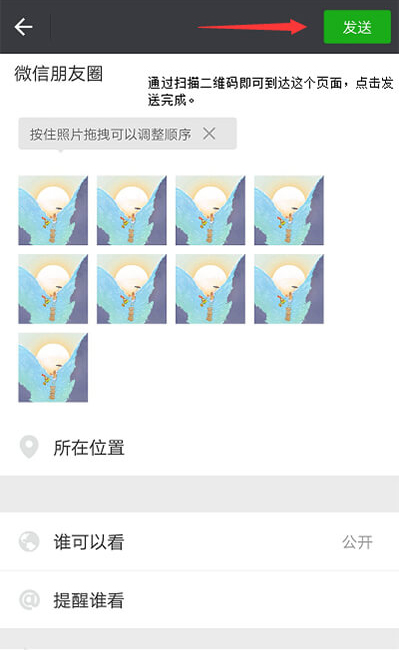 发送
微信朋友圈
通过扫描二维码即可到达这个页面，点击发
送完成。
按住照片拖拽可以调整顺序
所在位置
谁可以看 公开
提醒谁看